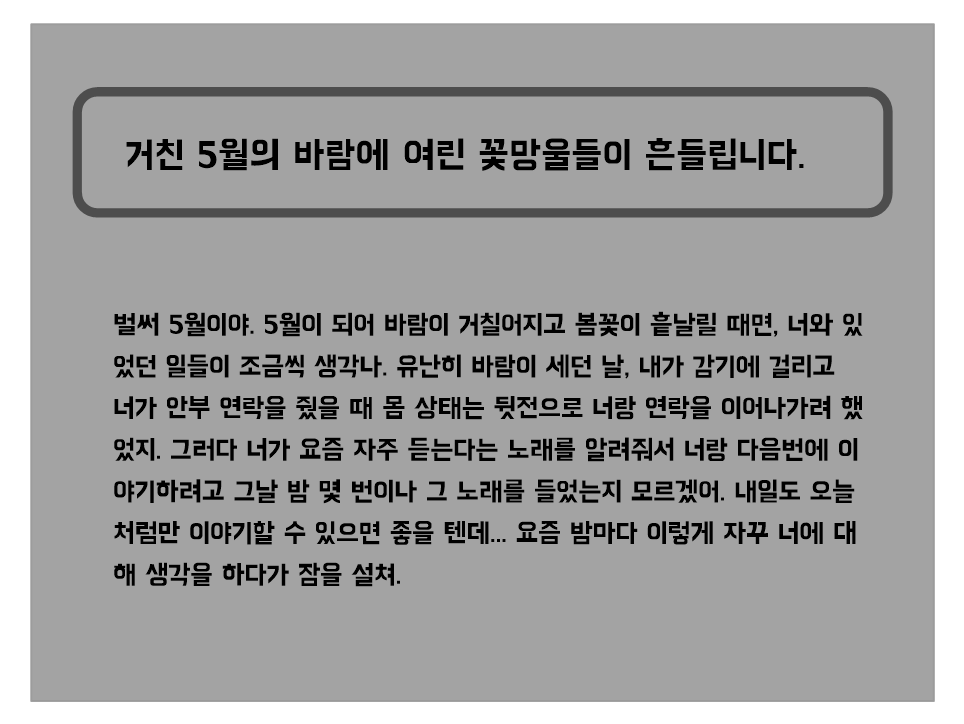 거친 5월의 바람에 여린 꽃망울들이 흔들립니다.
벌써 5월이야. 5월이 되어 바람이 거칠어지고 봄꽃이 흩날릴 때면, 너와 있
었던 일들이 조금씩 생각나. 유난히 바람이 세던 날, 내가 감기에 걸리고
너가 안부 연락을 줬을 때 몸 상태는 뒷전으로 너랑 연락을 이어나가려 했
었지. 그러다 너가 요즘 자주 듣는다는 노래를 알려줘서 너랑 다음번에 이
야기하려고 그날 밤 몇 번이나 그 노래를 들었는지 모르겠어. 내일도 오늘
처럼만 이야기할 수 있으면 좋을 텐데... 요즘 밤마다 이렇게 자꾸 너에 대
해 생각을 하다가 잠을 설쳐.